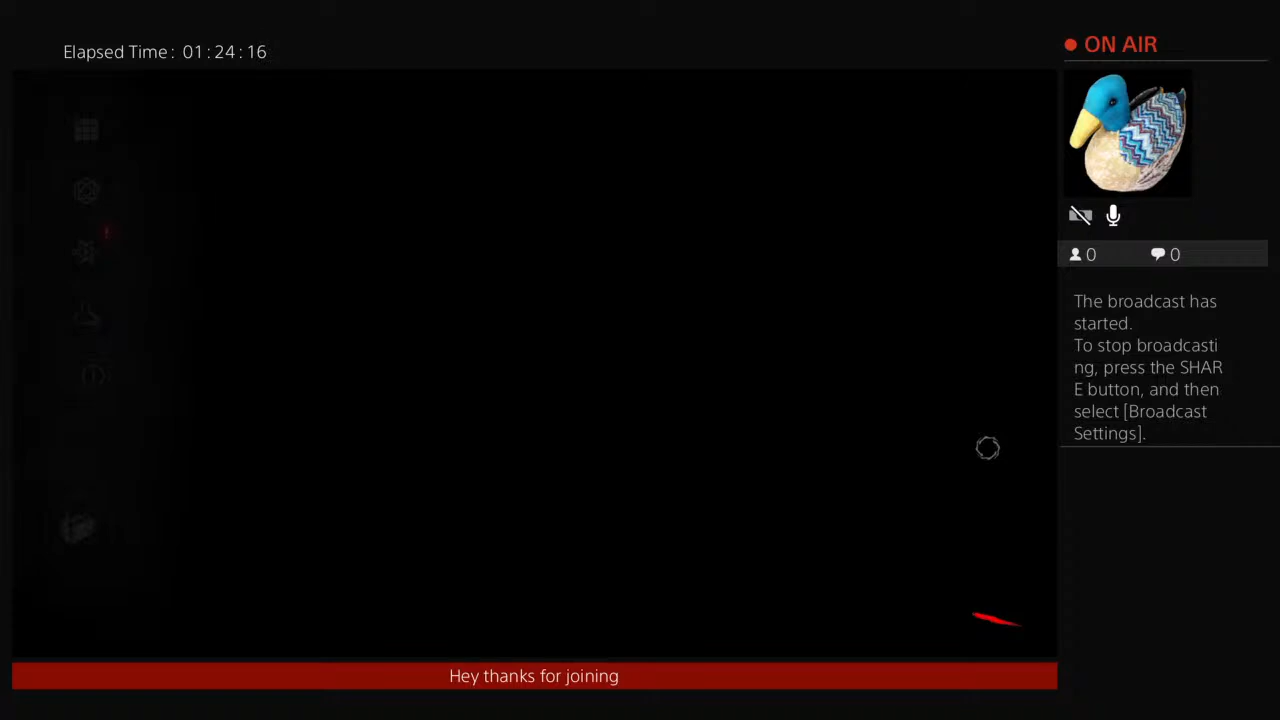 Elapsed Time: 01:24:16
ON AIR
0 0
The broadcast has
started.
To stop broadcasti
ng, press the SHAR
E button, and then
select [Broadcast
Settings].
Hey thanks for joining